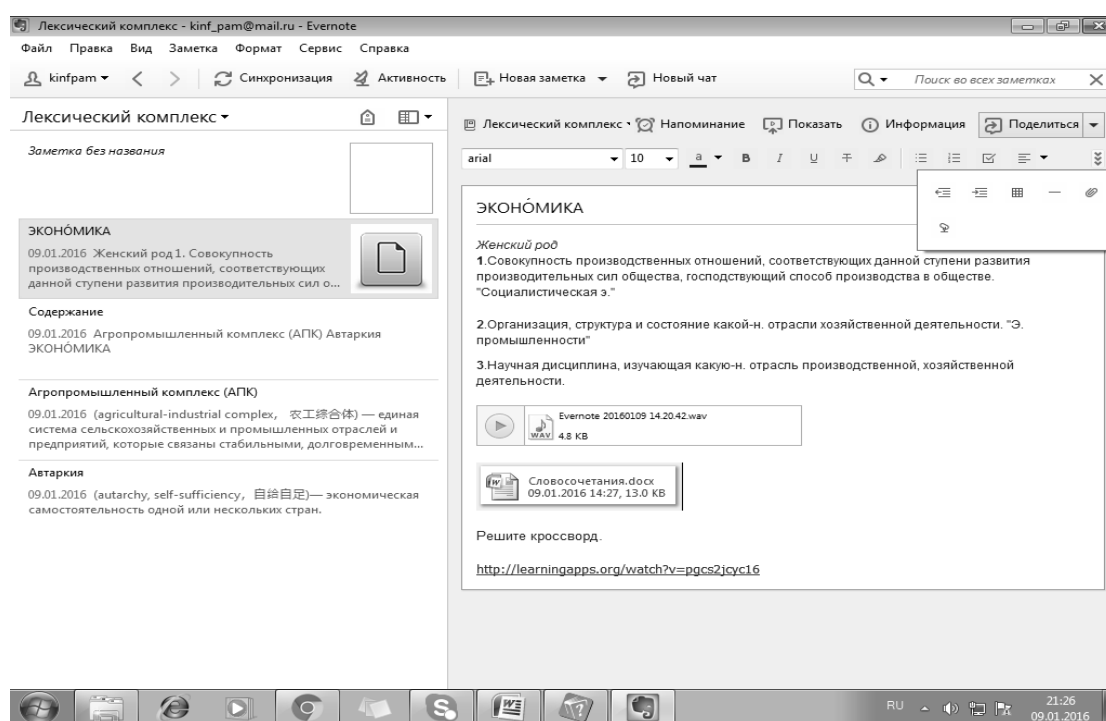 Лексический комплекс - kinf_pam@mail.ru - Evernote
Файл Правка Вид Заметка Формат Сервис Справка
kinfpam Синхронизация Активность Новая заметка Новый чат Поиск во всех заметках
Лексический комплекс
Заметка без названия
ЭКОНО́МИКА
09.01.2016 Женский род 1. Совокупность
производственных отношений, соответствующих
данной ступени развития производительных сил о...
Содержание
09.01.2016 Агропромышленный комплекс (АПК) Автаркия
ЭКОНО́МИКА
Агропромышленный комплекс (АПК)
09.01.2016 (agricultural-industrial complex, 农工综合体) — единая
система сельскохозяйственных и промышленных отраслей и
предприятий, которые связаны стабильными, долговременным...
Автаркия
09.01.2016 (autarchy, self-sufficiency, 自给自足)— экономическая
самостоятельность одной или нескольких стран.
Лексический комплекс Напоминание Показать Информация Поделиться
arial 10 a B I U T
ЭКОНО́МИКА
Женский род
1.Совокупность производственных отношений, соответствующих данной ступени развития
производительных сил общества, господствующий способ производства в обществе.
"Социалистическая э."
2.Организация, структура и состояние какой-н. отрасли хозяйственной деятельности. "Э.
промышленности"
3.Научная дисциплина, изучающая какую-н. отрасль производственной, хозяйственной
деятельности.
Evernote 20160109 14.20.42.wav
WAV 4.8 KB
Словосочетания.docx
09.01.2016 14:27, 13.0 KB
Решите кроссворд.
http://learningapps.org/watch?v=pgcs2jcyc16
RU 21:26
09.01.2016